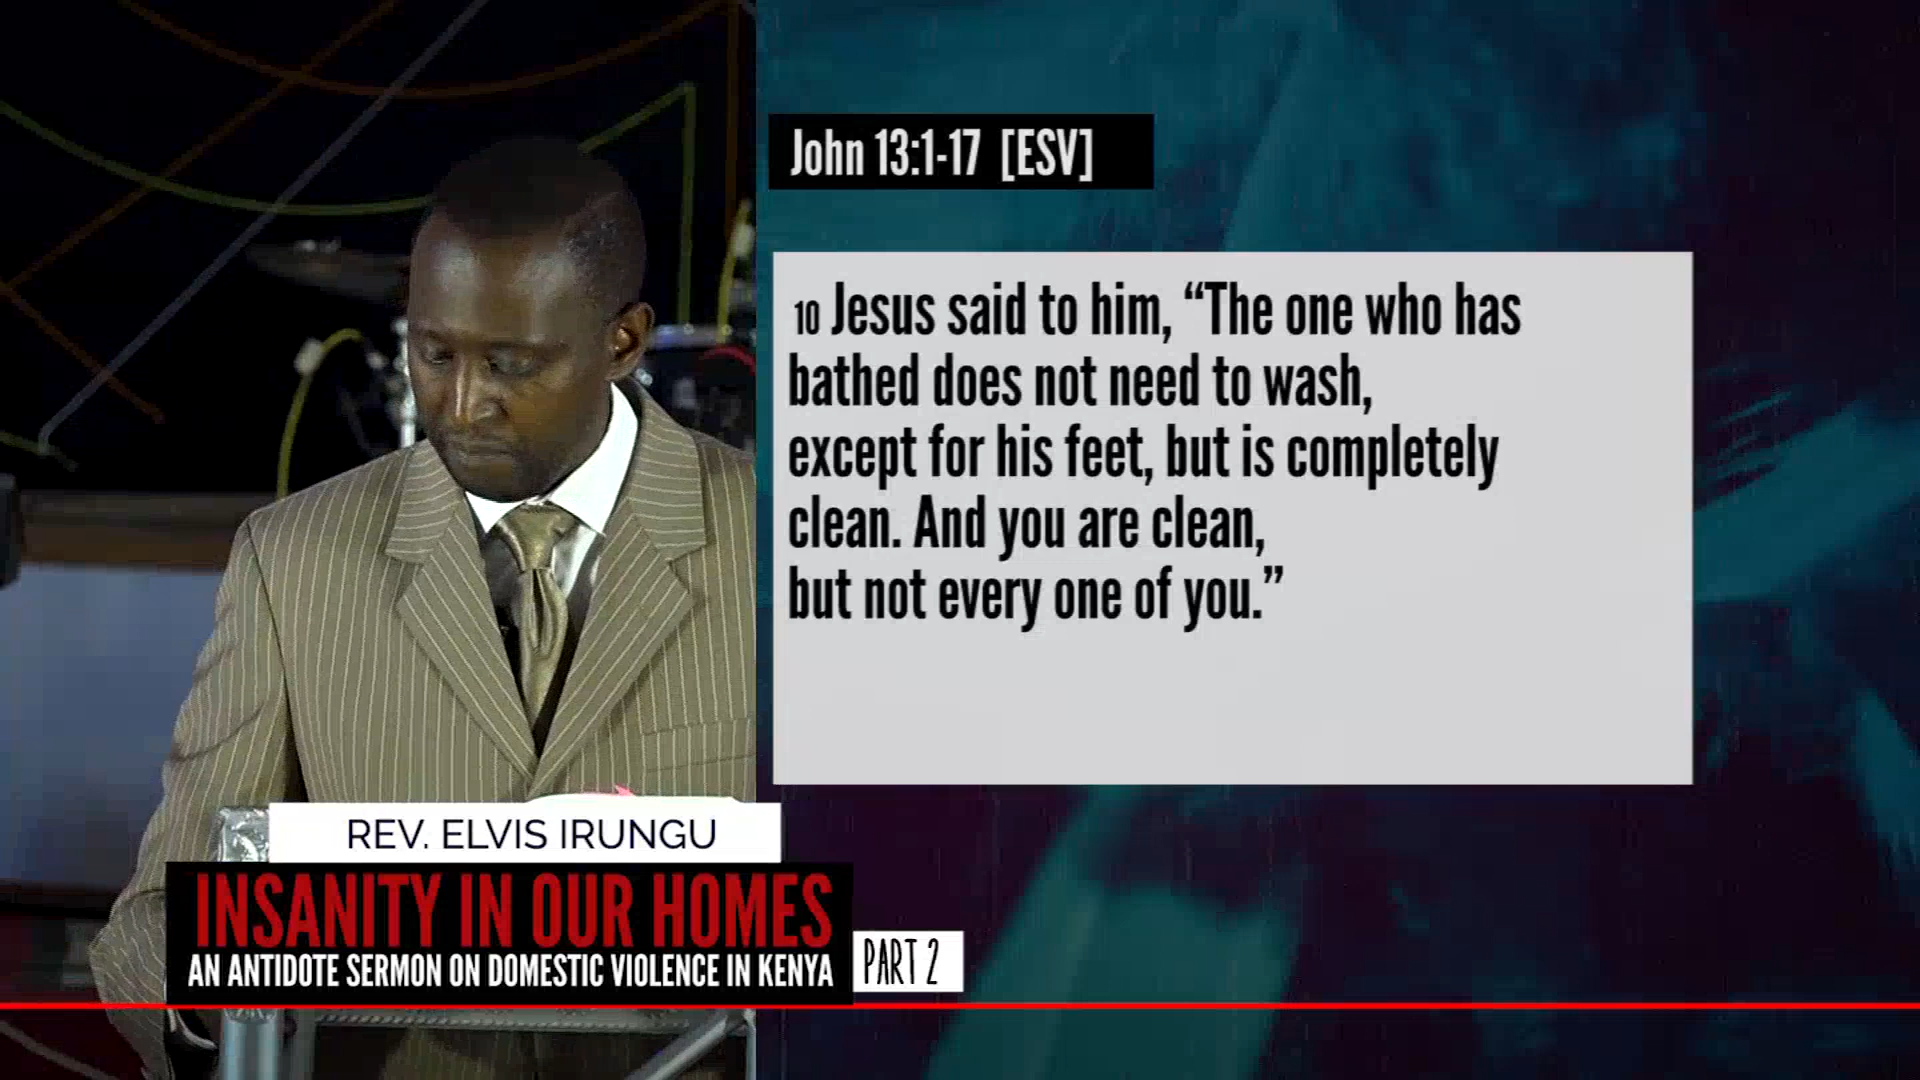 John 13:1-17 [ESV]
10 Jesus said to him, “The one who has
bathed does not need to wash,
except for his feet, but is completely
clean. And you are clean,
but not every one of you.”
REV. ELVIS IRUNGU
INSANITY IN OUR HOMES
AN ANTIDOTE SERMON ON DOMESTIC VIOLENCE IN KENYA
PART 2